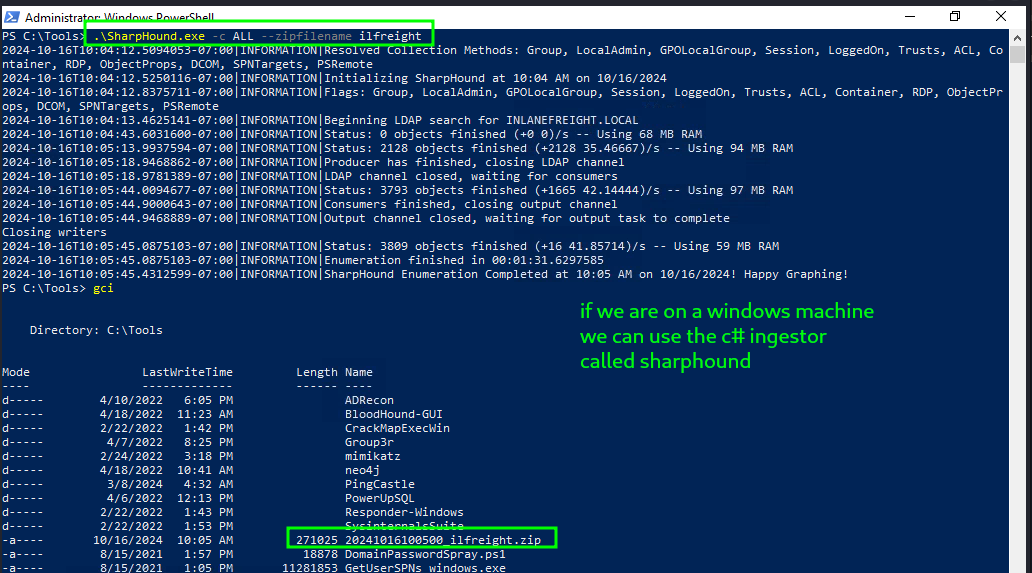 Administrator: Windows PowerShell
PS C:\Tools> .\SharpHound.exe -c ALL --zipfilename ilfreight
2024-10-16T10:04:12.5094053-07:00|INFORMATION|Resolved Collection Methods: Group, LocalAdmin, GPOLocalGroup, Session, LoggedOn, Trusts, ACL, Co
ntainer, RDP, ObjectProps, DCOM, SPNTargets, PSRemote
2024-10-16T10:04:12.5250116-07:00|INFORMATION|Initializing SharpHound at 10:04 AM on 10/16/2024
2024-10-16T10:04:12.8375711-07:00|INFORMATION|Flags: Group, LocalAdmin, GPOLocalGroup, Session, LoggedOn, Trusts, ACL, Container, RDP, ObjectPr
ops, DCOM, SPNTargets, PSRemote
2024-10-16T10:04:13.4625141-07:00|INFORMATION|Beginning LDAP search for INLANEFREIGHT.LOCAL
2024-10-16T10:04:43.6031600-07:00|INFORMATION|Status: 0 objects finished (+0 0)/s -- Using 68 MB RAM
2024-10-16T10:05:13.9937594-07:00|INFORMATION|Status: 2128 objects finished (+2128 35.46667)/s -- Using 94 MB RAM
2024-10-16T10:05:18.9468862-07:00|INFORMATION|Producer has finished, closing LDAP channel
2024-10-16T10:05:18.9781389-07:00|INFORMATION|LDAP channel closed, waiting for consumers
2024-10-16T10:05:44.0094677-07:00|INFORMATION|Status: 3793 objects finished (+1665 42.14444)/s -- Using 97 MB RAM
2024-10-16T10:05:44.9000643-07:00|INFORMATION|Consumers finished, closing output channel
2024-10-16T10:05:44.9468889-07:00|INFORMATION|Output channel closed, waiting for output task to complete
Closing writers
2024-10-16T10:05:45.0875103-07:00|INFORMATION|Status: 3809 objects finished (+16 41.85714)/s -- Using 59 MB RAM
2024-10-16T10:05:45.0875103-07:00|INFORMATION|Enumeration finished in 00:01:31.6297585
2024-10-16T10:05:45.4312599-07:00|INFORMATION|SharpHound Enumeration Completed at 10:05 AM on 10/16/2024! Happy Graphing!
PS C:\Tools> gci
if we are on a windows machine
we can use the c# ingestor
called sharphound
Directory: C:\Tools
Mode LastWriteTime Length Name
---- ------------- ------ ----
d----- 4/10/2022 6:05 PM ADRecon
d----- 4/18/2022 11:23 AM BloodHound-GUI
d----- 2/22/2022 1:42 PM CrackMapExecWin
d----- 4/7/2022 8:25 PM Group3r
d----- 2/24/2022 3:18 PM mimikatz
d----- 4/18/2022 10:41 AM neo4j
d----- 3/8/2024 4:32 AM PingCastle
d----- 4/6/2022 12:13 PM PowerUpSQL
d----- 2/22/2022 1:43 PM Responder-Windows
d----- 2/22/2022 1:53 PM SysinternalsSuite
-a---- 10/16/2024 10:05 AM 271025 20241016100500_ilfreight.zip
-a---- 8/15/2021 1:57 PM 18878 DomainPasswordSpray.ps1
-a---- 8/15/2021 1:05 PM 11281853 GetUserSPNs_windows.exe